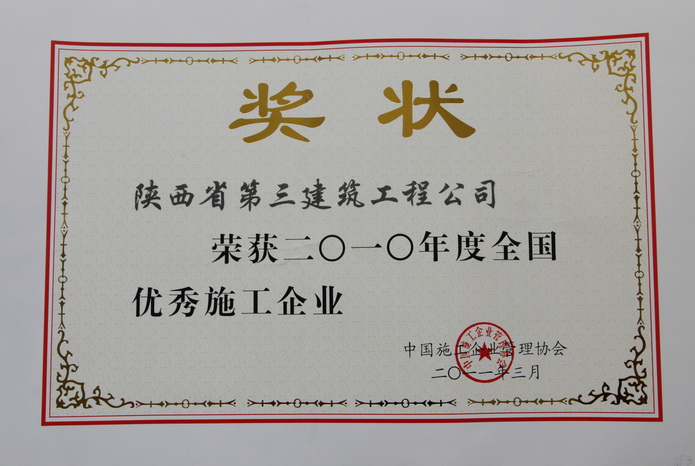 奖状
陕西省第三建筑工程公司
荣获二〇一〇年度全国
优秀施工企业
中国施工企业管理协会
二〇一一年三月